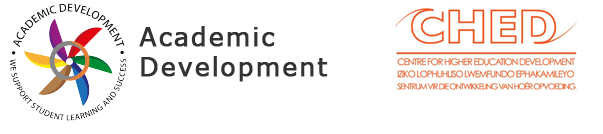 ACADEMIC DEVELOPMENT
• WE SUPPORT STUDENT LEARNING AND SUCCESS •
Academic
Development
CHED
CENTRE FOR HIGHER EDUCATION DEVELOPMENT
IZIKO LOPHUHLISO LWEMFUNDO EPHAKAMILEYO
SENTRUM VIR DIE ONTWIKKELING VAN HOËR OPVOEDING